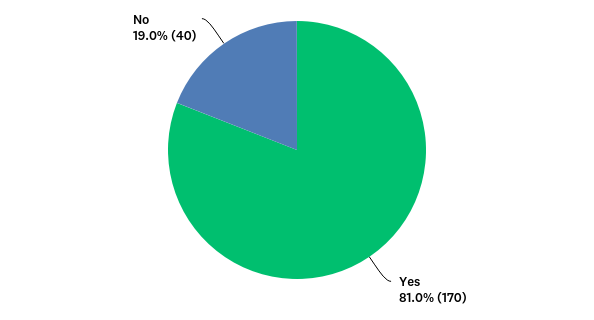 No
19.0% (40)
Yes
81.0% (170)